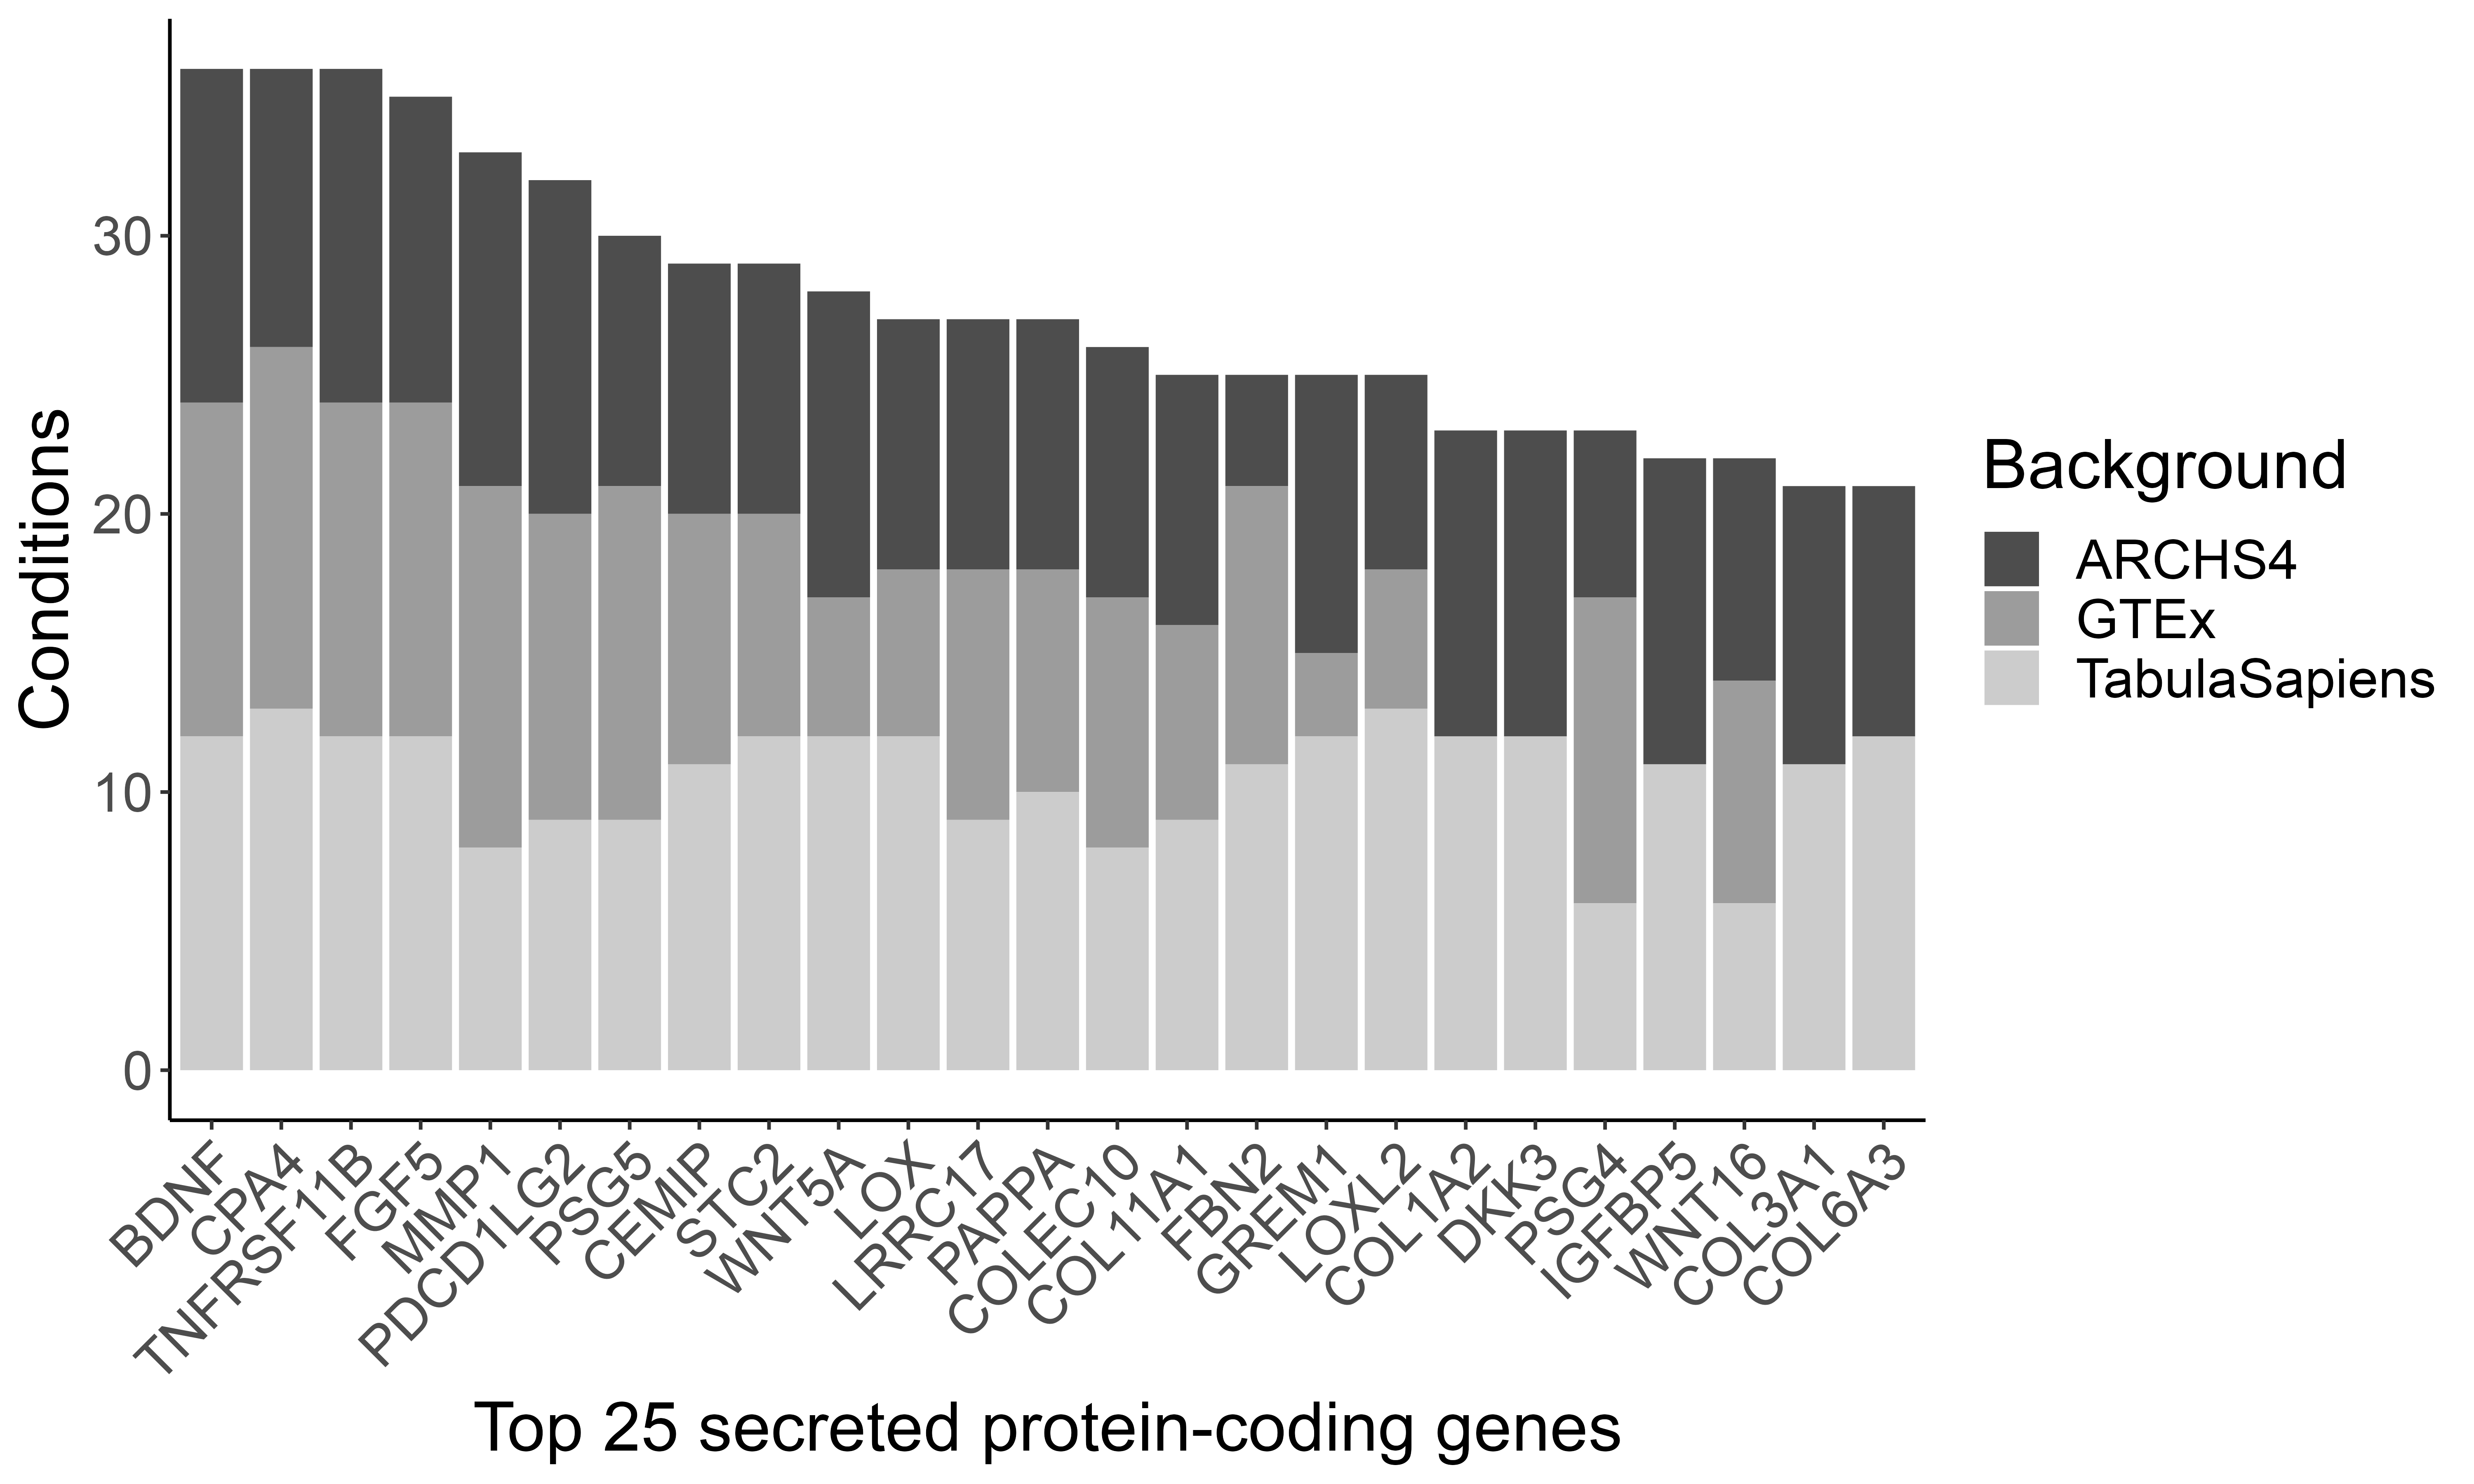 Conditions
30
20
10
0
BDNF
CPA4
TNFRSF11B
FGF5
MMP1
PDCD1LG2
PSG5
CEMIP
STC2
WNT5A
LOX
LRRC17
PAPPA
COLEC10
COL11A1
FBN2
GREM1
LOXL2
COL1A2
DKK3
PSG4
IGFBP5
WNT16
COL3A1
COL6A3
Top 25 secreted protein-coding genes
Background
ARCHS4
GTEx
TabulaSapiens